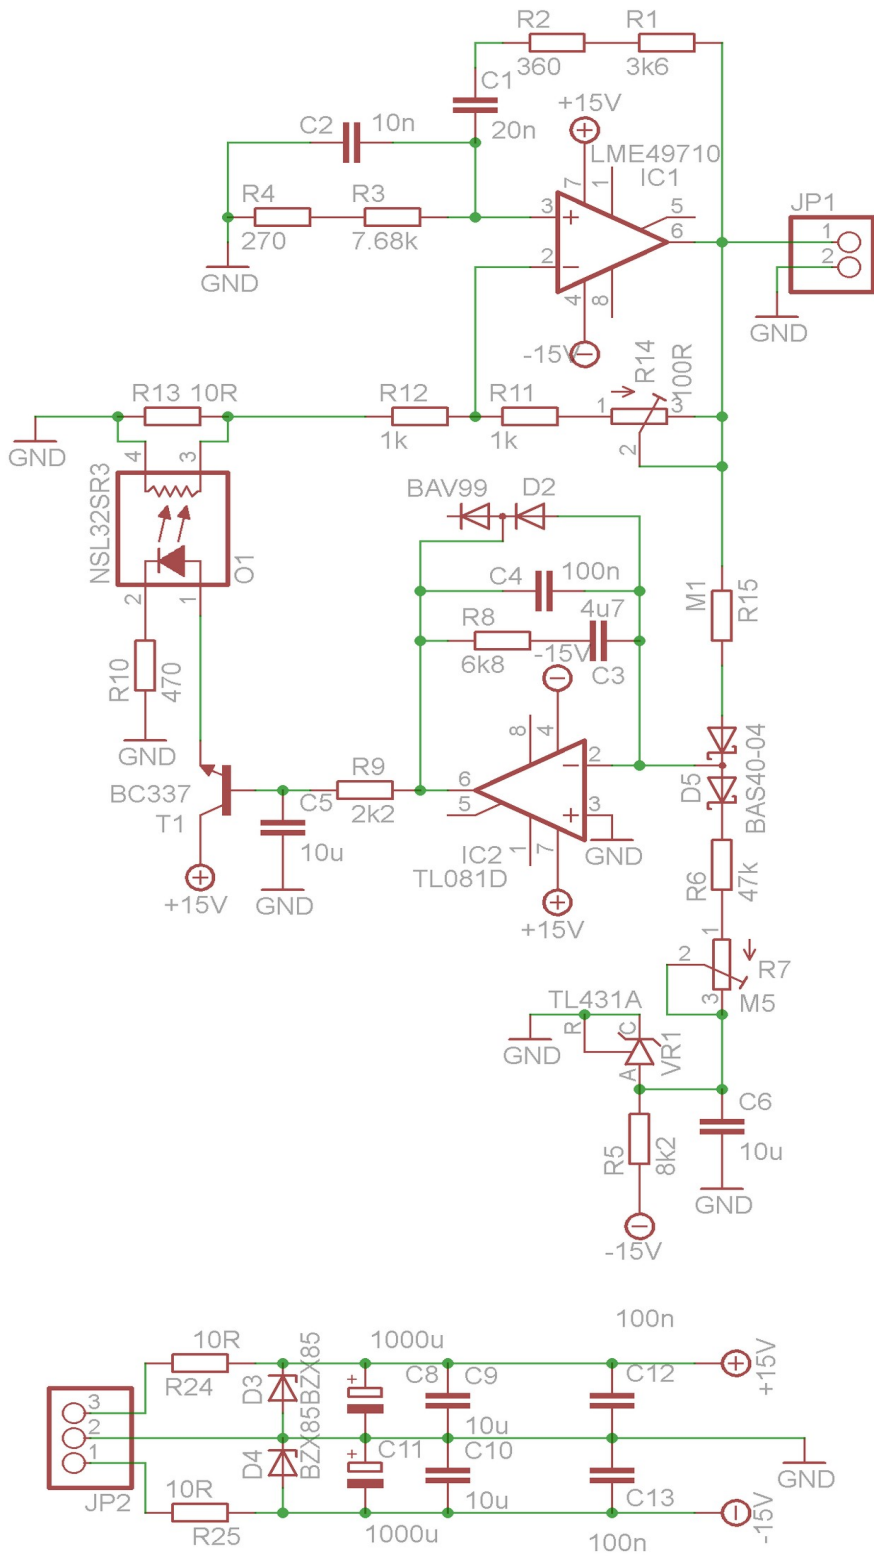 R2 R1
360 3k6
C1
20n
+15V
C2 10n
LME49710
IC1
7 1
R4 R3
270 7.68k
3 + 5
6
2 −
4 8
-15V
GND
JP1
1
2
GND
R14
100R
R13 10R R12 R11
1k 1k
1 3
2
GND
4 3
NSL32SR3
O1
2 1
BAV99 D2
C4 100n
R8 4u7
6k8 -15V C3
M1 R15
R10 470
GND
8 4
2 −
6
5
3 +
1 7
IC2
TL081D
GND
+15V
BC337
T1
+15V
R9
2k2
C5
10u
GND
D5 BAS40-04
R6 47k
1
2
3
R7
M5
TL431A
R C
A
VR1
GND
C6
10u
GND
R5 8k2
-15V
100n
10R
R24
D3 BZX85
1000u
C8 C9
10u
C12
+15V
3
2
1
JP2
D4 BZX85
C11 C10
10u
1000u
C13
100n
GND
10R
R25
-15V